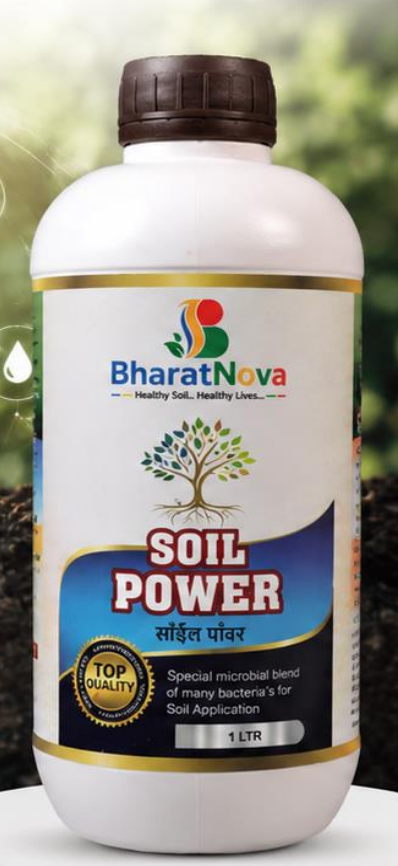 BharatNova
Healthy Soil... Healthy Lives...
SOIL
POWER
सॉईल पॉवर
TOP
QUALITY
Special microbial blend
of many bacteria's for
Soil Application
1 LTR